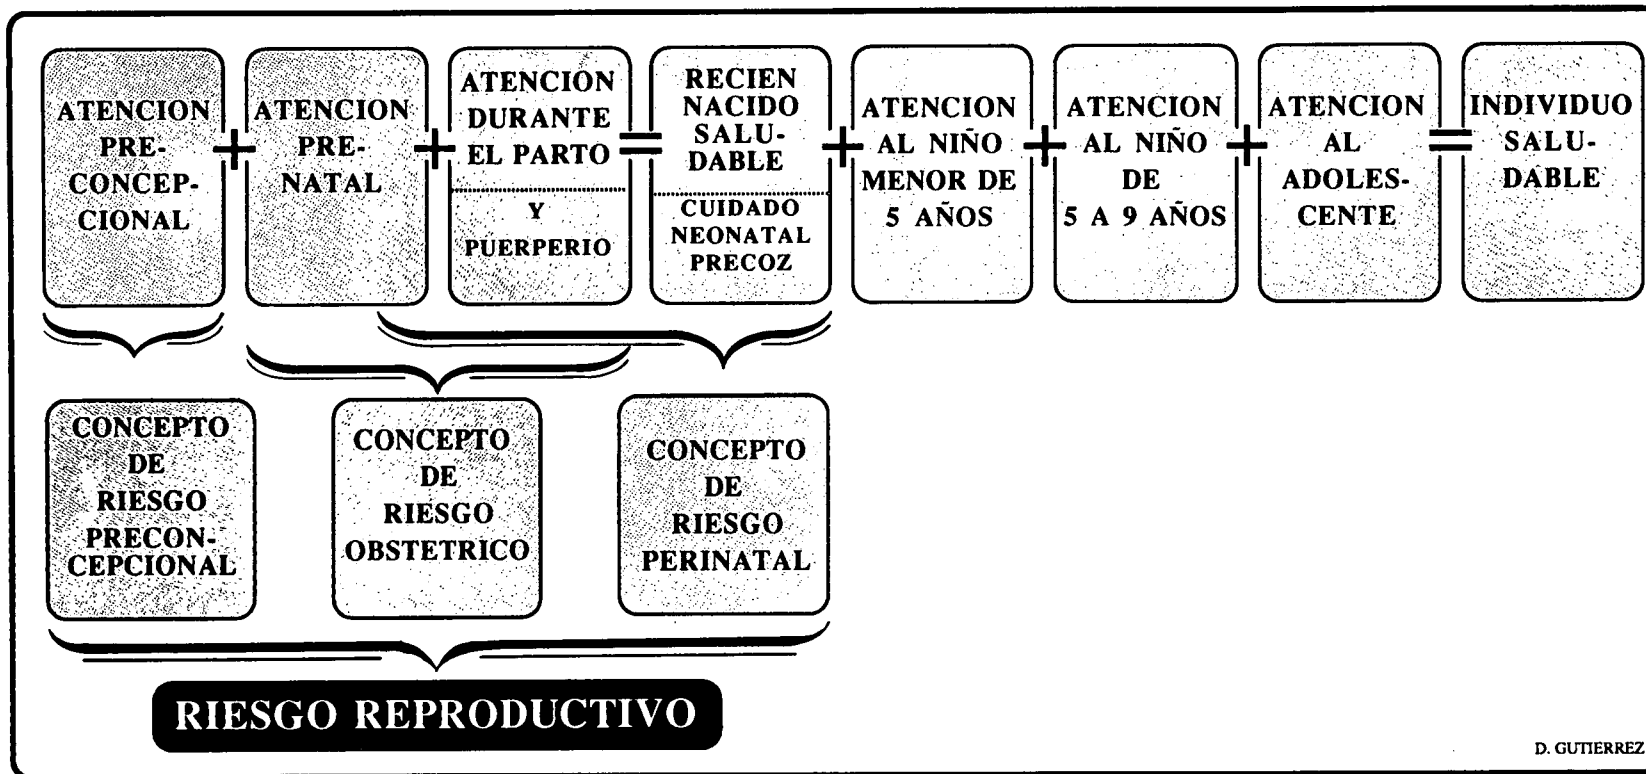 ATENCION
PRE-
CONCEP-
CIONAL
+
ATENCION
PRE-
NATAL
+
ATENCION
DURANTE
EL PARTO
Y
PUERPERIO
=
RECIEN
NACIDO
SALU-
DABLE
CUIDADO
NEONATAL
PRECOZ
+
ATENCION
AL NIÑO
MENOR DE
5 AÑOS
+
ATENCION
AL NIÑO
DE
5 A 9 AÑOS
+
ATENCION
AL
ADOLES-
CENTE
=
INDIVIDUO
SALU-
DABLE
CONCEPTO
DE
RIESGO
PRECON-
CEPCIONAL
CONCEPTO
DE
RIESGO
OBSTETRICO
CONCEPTO
DE
RIESGO
PERINATAL
RIESGO REPRODUCTIVO
D. GUTIERREZ